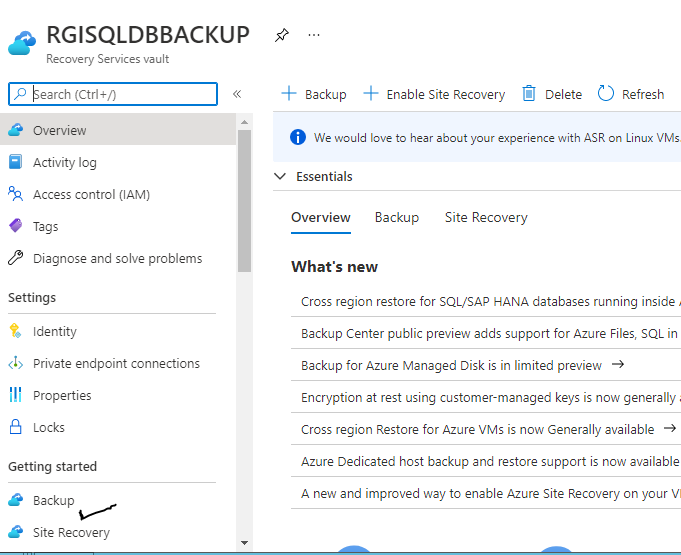 RGISQLDBBACKUP
Recovery Services vault
Search (Ctrl+/)
Overview
Activity log
Access control (IAM)
Tags
Diagnose and solve problems
Settings
Identity
Private endpoint connections
Properties
Locks
Getting started
Backup
Site Recovery
Backup
Enable Site Recovery
Delete
Refresh
We would love to hear about your experience with ASR on Linux VMs.
Essentials
Overview
Backup
Site Recovery
What's new
Cross region restore for SQL/SAP HANA databases running inside
Backup Center public preview adds support for Azure Files, SQL in
Backup for Azure Managed Disk is in limited preview →
Encryption at rest using customer-managed keys is now generally
Cross region Restore for Azure VMs is now Generally available →
Azure Dedicated host backup and restore support is now available
A new and improved way to enable Azure Site Recovery on your